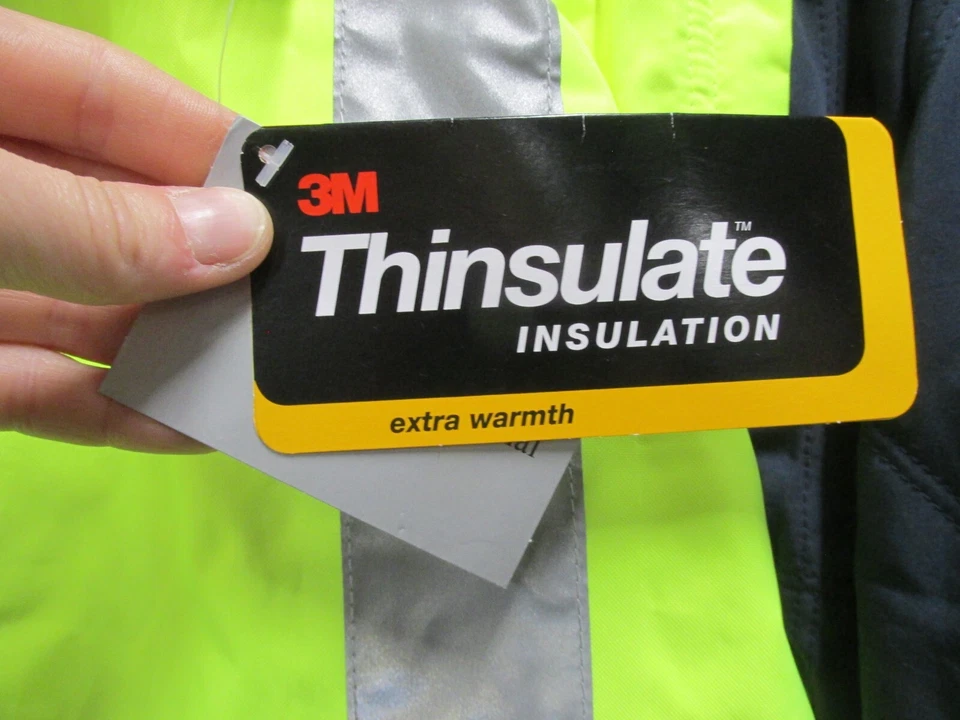 3M
Thinsulate™
INSULATION
extra warmth